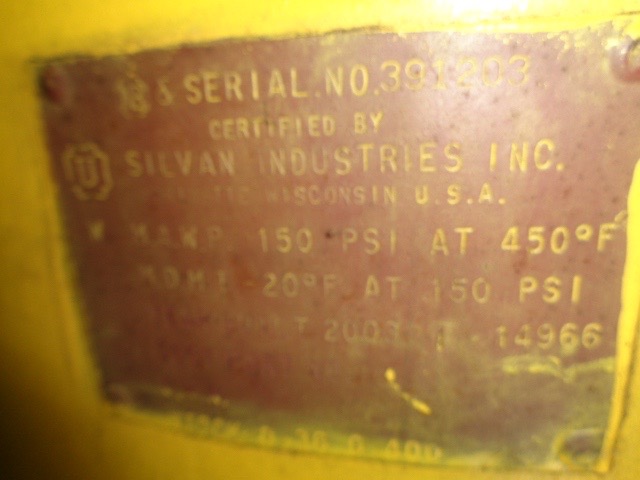 & SERIAL.NO.391203
CERTIFIED BY
U SILVAN INDUSTRIES INC.
WISCONSIN U.S.A.
W M.A.W.P. 150 PSI AT 450°F
M.D.M.T. -20°F AT 150 PSI
14966